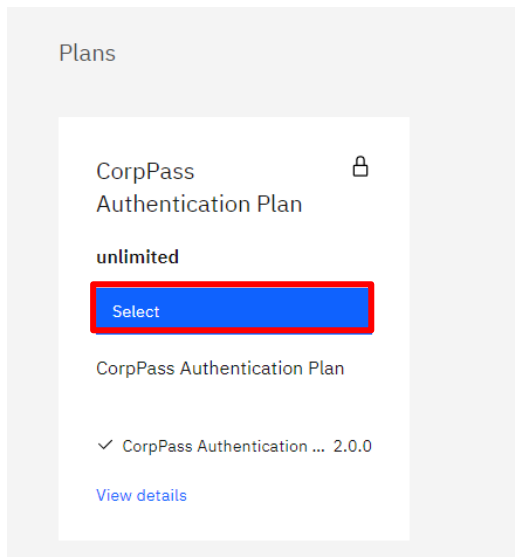 Plans
CorpPass
Authentication Plan
unlimited
Select
CorpPass Authentication Plan
CorpPass Authentication ... 2.0.0
View details